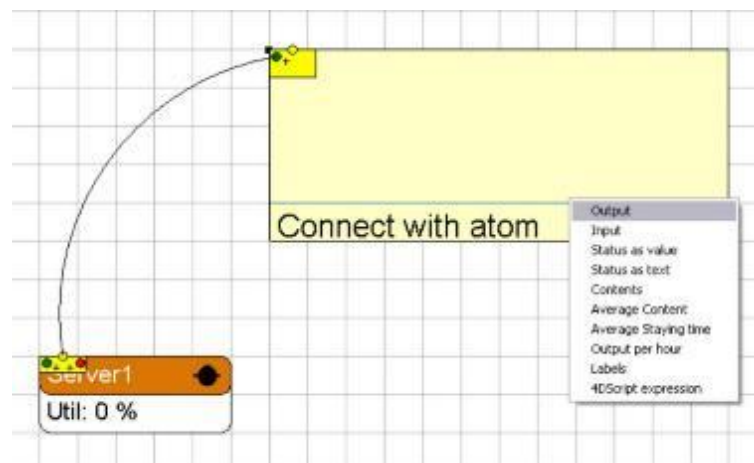 Connect with atom
Output
Input
Status as value
Status as text
Contents
Average Content
Average Staying time
Output per hour
Labels
4DScript expression
Server1
Util: 0 %